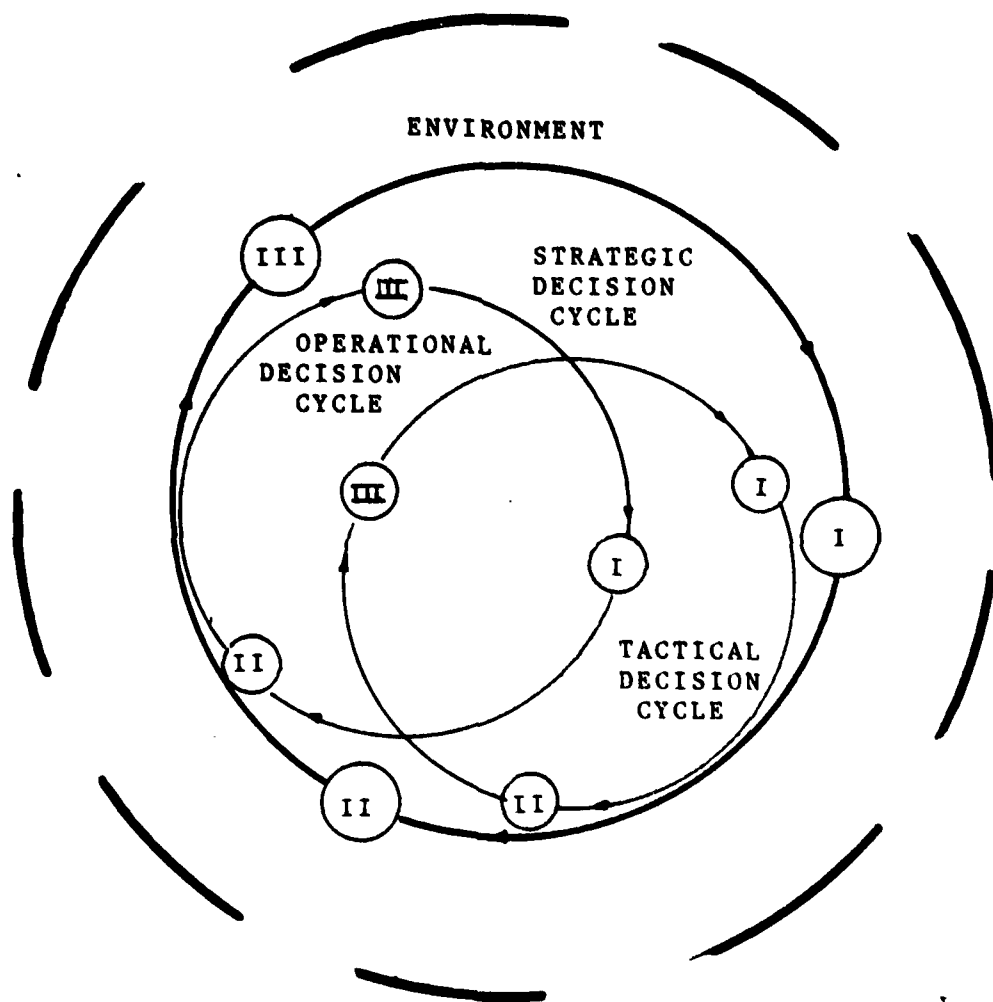 ENVIRONMENT
III
STRATEGIC
DECISION
CYCLE
III
OPERATIONAL
DECISION
CYCLE
III
I
I
I
TACTICAL
DECISION
CYCLE
II
II
II